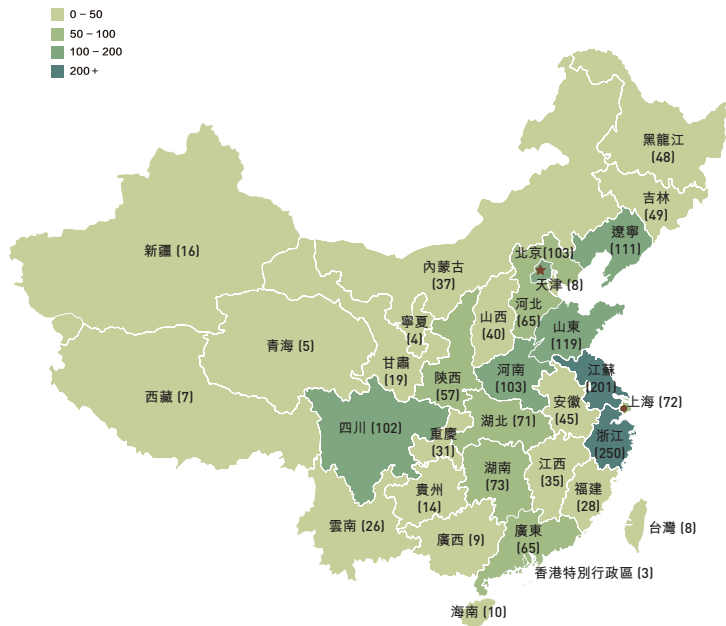 0 – 50
50 – 100
100 – 200
200 +
黑龍江
(48)
吉林
(49)
遼寧
(111)
新疆 (16)
內蒙古
(37)
北京(103)
天津 (8)
河北
(65)
山西
(40)
寧夏
(4)
青海 (5)
山東
(119)
甘肅
(19)
陝西
(57)
河南
(103)
江蘇
(201)
西藏 (7)
安徽
(45)
上海 (72)
四川 (102)
重慶
(31)
湖北 (71)
浙江
(250)
湖南
(73)
江西
(35)
福建
(28)
貴州
(14)
雲南 (26)
廣西 (9)
廣東
(65)
台灣 (8)
香港特別行政區 (3)
海南 (10)